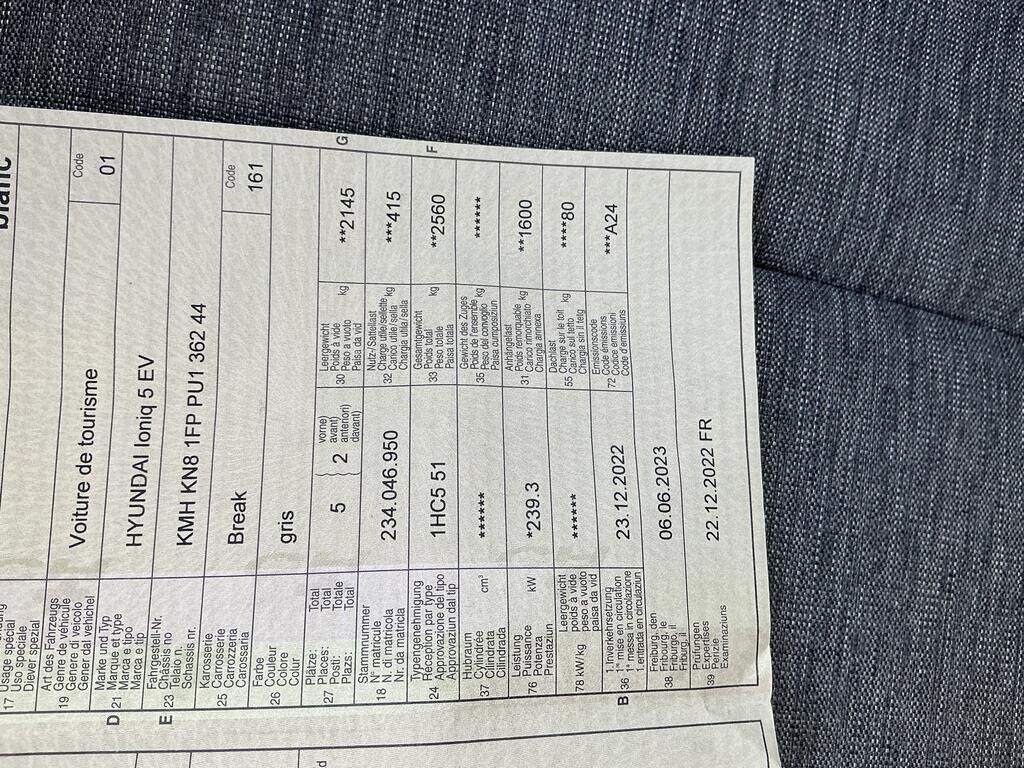 blanc
17 Usage spécial
Uso speciale
Diever spezial
Art des Fahrzeugs
19 Genre de véhicule
Genere di veicolo
Gener dal vehichel
Voiture de tourisme
Code
01
Marke und Typ
D 21 Marque et type
Marca e tipo
Marca e tip
HYUNDAI Ioniq 5 EV
Fahrgestell-Nr.
E 23 Châssis no
Telaio n.
Schassis nr.
KMH KN8 1FP PU1 362 44
Karosserie
25 Carrosserie
Carrozzeria
Carossaria
Break
Code
161
Farbe
26 Couleur
Colore
Colur
gris
Plätze: Total
27 Places: Totale
Posti: Totale
Plazs: Total
5 2
vorne)
avant)
anteriori)
davant)
Leergewicht
30 Poids à vide kg
Peso a vuoto
Paisa da vid
**2145
G
Stammnummer
18 N° matricule
N. di matricola
Nr. da matricla
234.046.950
Nutz-/Sattellast
32 Charge utile/sellette kg
Carico utile/sella
Chargia utila/sella
***415
Typengenehmigung
24 Réception par type
Approvazione del tipo
Approvaziun dal tip
1HC5 51
Gesamtgewicht
33 Poids total kg
Peso totale
Paisa totala
**2560
F
Hubraum
37 Cylindrée cm³
Cilindrata
Cilindrada
******
Gewicht des Zuges
35 Poids de l'ensemble kg
Peso del convoglio
Paisa cumposiziun
******
Leistung
76 Puissance kW
Potenza
Prestaziun
*239.3
Anhängelast
31 Poids remorquable kg
Carico rimorchiato
Chargia annexa
**1600
Leergewicht
78 kW/kg poids à vide
peso a vuoto
paisa da vid
******
Dachlast
55 Charge sur le toit kg
Carico sul tetto
Chargia sin il tetg
****80
1. Inverkehrsetzung
B 36 1re mise en circulation
1a messa in circolazione
1. entrada en circulaziun
23.12.2022
Emissionscode
72 Code émissions
Codice emissioni
Code d'emissiuns
***A24
Freiburg, den
38 Fribourg, le
Friburgo, il
Friburg, il
06.06.2023
Prüfungen
39 Expertises
Esami
Examinaziuns
22.12.2022 FR